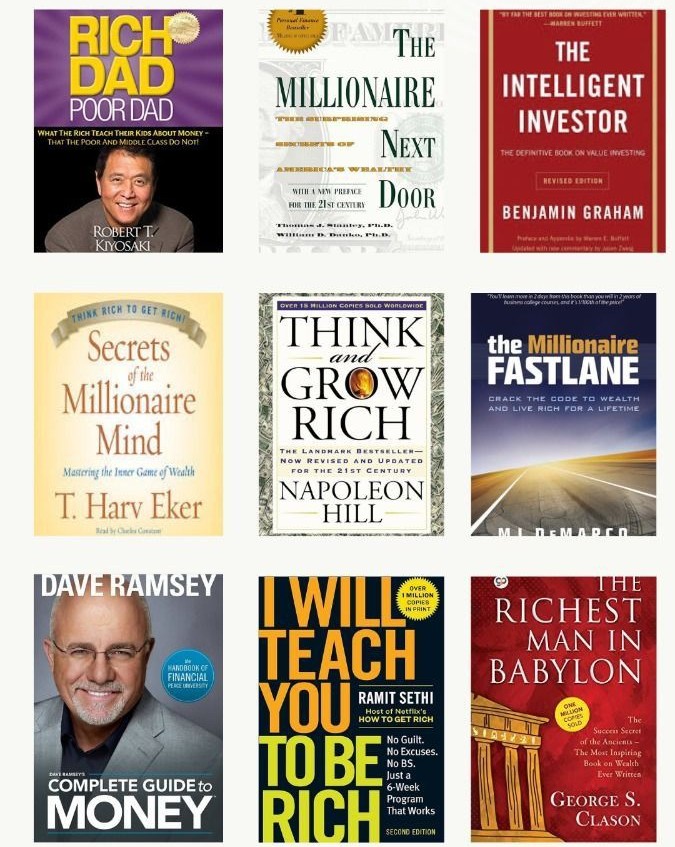 RICH
DAD
POOR DAD
WHAT THE RICH TEACH THEIR KIDS ABOUT MONEY –
THAT THE POOR AND MIDDLE CLASS DO NOT!
ROBERT T.
KIYOSAKI
Personal Finance
Bestseller
THE
MILLIONAIRE
THE SURPRISING
SECRETS OF
NEXT
AMERICA'S WEALTHY
WITH A NEW PREFACE
FOR THE 21ST CENTURY
DOOR
Thomas J. Stanley, Ph.D.
William D. Danko, Ph.D.
"BY FAR THE BEST BOOK ON INVESTING EVER WRITTEN."
—WARREN BUFFETT
THE
INTELLIGENT
INVESTOR
THE DEFINITIVE BOOK ON VALUE INVESTING
REVISED EDITION
BENJAMIN GRAHAM
Preface and Appendix by Warren E. Buffett
Updated with new commentary by Jason Zweig
THINK RICH TO GET RICH!
Secrets
of the
Millionaire
Mind
Mastering the Inner Game of Wealth
T. Harv Eker
Read by Charles Constant
OVER 15 MILLION COPIES SOLD WORLDWIDE
THINK
and
GROW
RICH
THE LANDMARK BESTSELLER—
NOW REVISED AND UPDATED
FOR THE 21ST CENTURY
NAPOLEON
HILL
"You'll learn more in 2 days from this book than you will in 2 years of
business college courses, and it's 1/100th of the price!"
the Millionaire
FASTLANE
CRACK THE CODE TO WEALTH
AND LIVE RICH FOR A LIFETIME
MJ DEMARCO
DAVE RAMSEY
HANDBOOK OF
FINANCIAL
PEACE UNIVERSITY
DAVE RAMSEY'S
COMPLETE GUIDE to
MONEY
I WILL
TEACH
YOU
TO BE
RICH
OVER
1 MILLION
COPIES
IN PRINT
RAMIT SETHI
Host of Netflix's
HOW TO GET RICH
No Guilt.
No Excuses.
No BS.
Just a
6-Week
Program
That Works
SECOND EDITION
THE
RICHEST
MAN IN
BABYLON
ONE
MILLION
COPIES
SOLD
The
Success Secret
of the Ancients–
The Most Inspiring
Book on Wealth
Ever Written
GEORGE S.
CLASON